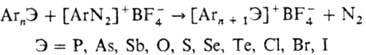 ArₙЭ + [ArN₂]⁺BF₄⁻ → [Arₙ₊₁Э]⁺BF₄⁻ + N₂
Э = P, As, Sb, O, S, Se, Te, Cl, Br, I